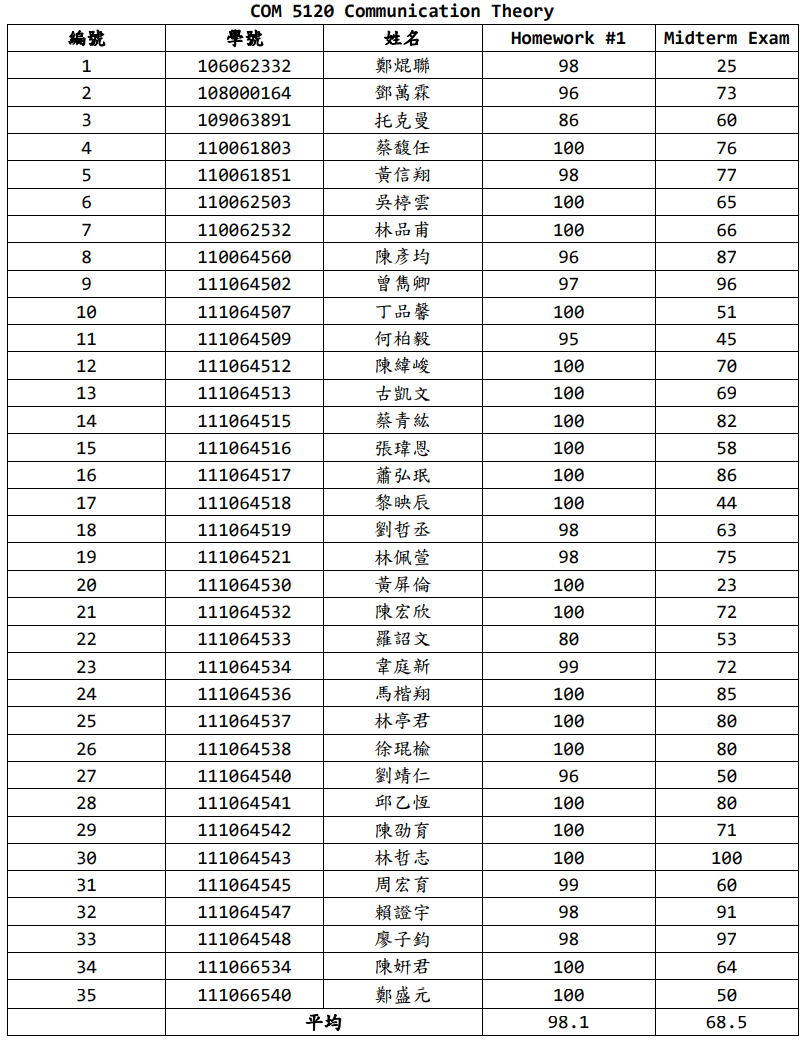 COM 5120 Communication Theory
編號 學號 姓名 Homework #1 Midterm Exam
1 106062332 鄭焜聯 98 25
2 108000164 鄧萬霖 96 73
3 109063891 托克曼 86 60
4 110061803 蔡馥任 100 76
5 110061851 黃信翔 98 77
6 110062503 吳楟雲 100 65
7 110062532 林品甫 100 66
8 110064560 陳彥均 96 87
9 111064502 曾雋卿 97 96
10 111064507 丁品馨 100 51
11 111064509 何柏毅 95 45
12 111064512 陳緯峻 100 70
13 111064513 古凱文 100 69
14 111064515 蔡青紘 100 82
15 111064516 張瑋恩 100 58
16 111064517 蕭弘珉 100 86
17 111064518 黎映辰 100 44
18 111064519 劉哲丞 98 63
19 111064521 林佩萱 98 75
20 111064530 黃屏倫 100 23
21 111064532 陳宏欣 100 72
22 111064533 羅詔文 80 53
23 111064534 韋庭新 99 72
24 111064536 馬楷翔 100 85
25 111064537 林亭君 100 80
26 111064538 徐琨楡 100 80
27 111064540 劉靖仁 96 50
28 111064541 邱乙恆 100 80
29 111064542 陳劭育 100 71
30 111064543 林哲志 100 100
31 111064545 周宏育 99 60
32 111064547 賴證宇 98 91
33 111064548 廖子鈞 98 97
34 111066534 陳妍君 100 64
35 111066540 鄭盛元 100 50
平均 98.1 68.5